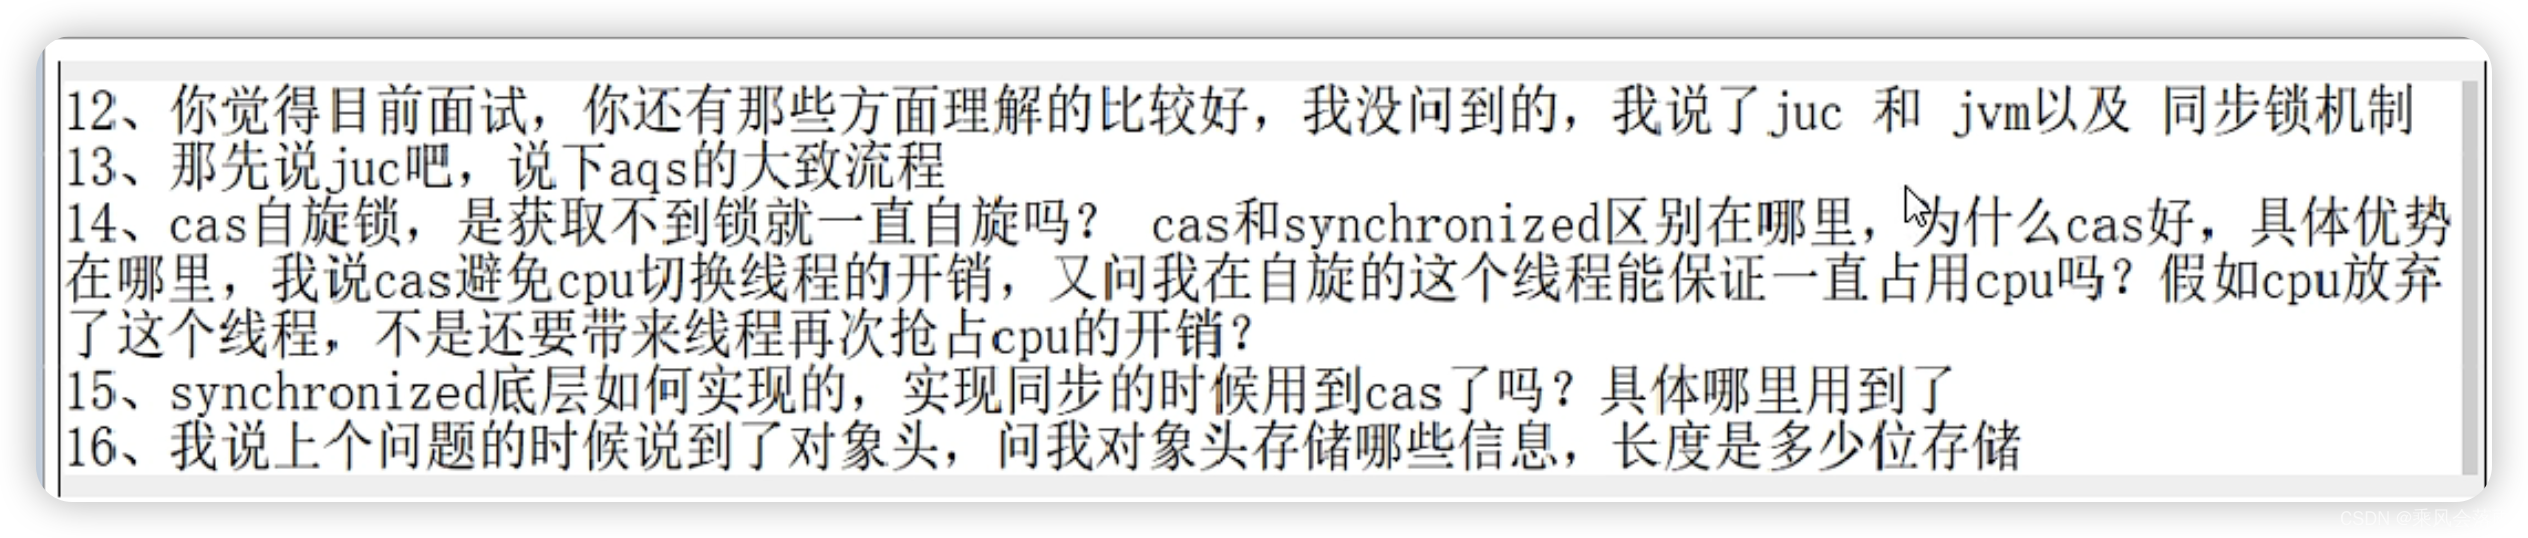 12、你觉得目前面试，你还有那些方面理解的比较好，我没问到的，我说了juc 和 jvm以及 同步锁机制
13、那先说juc吧，说下aqs的大致流程
14、cas自旋锁，是获取不到锁就一直自旋吗？ cas和synchronized区别在哪里，为什么cas好，具体优势
在哪里，我说cas避免cpu切换线程的开销，又问我在自旋的这个线程能保证一直占用cpu吗？假如cpu放弃
了这个线程，不是还要带来线程再次抢占cpu的开销？
15、synchronized底层如何实现的，实现同步的时候用到cas了吗？具体哪里用到了
16、我说上个问题的时候说到了对象头，问我对象头存储哪些信息，长度是多少位存储
CSDN @乘风